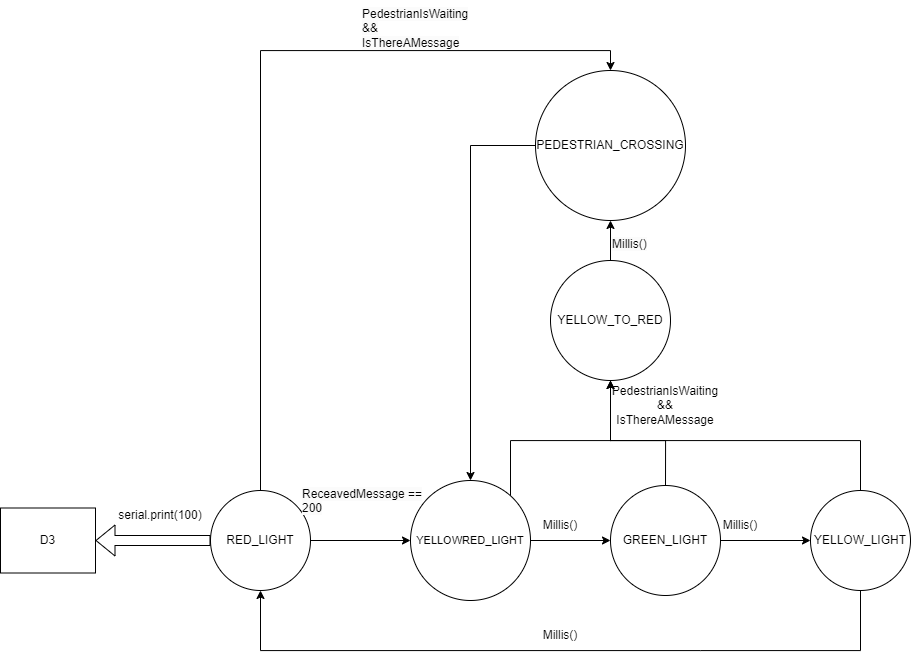 PedestrianIsWaiting
&&
IsThereAMessage
PEDESTRIAN_CROSSING
Millis()
YELLOW_TO_RED
PedestrianIsWaiting
&&
IsThereAMessage
ReceavedMessage ==
200
serial.print(100)
D3
RED_LIGHT
YELLOWRED_LIGHT
Millis()
GREEN_LIGHT
Millis()
YELLOW_LIGHT
Millis()